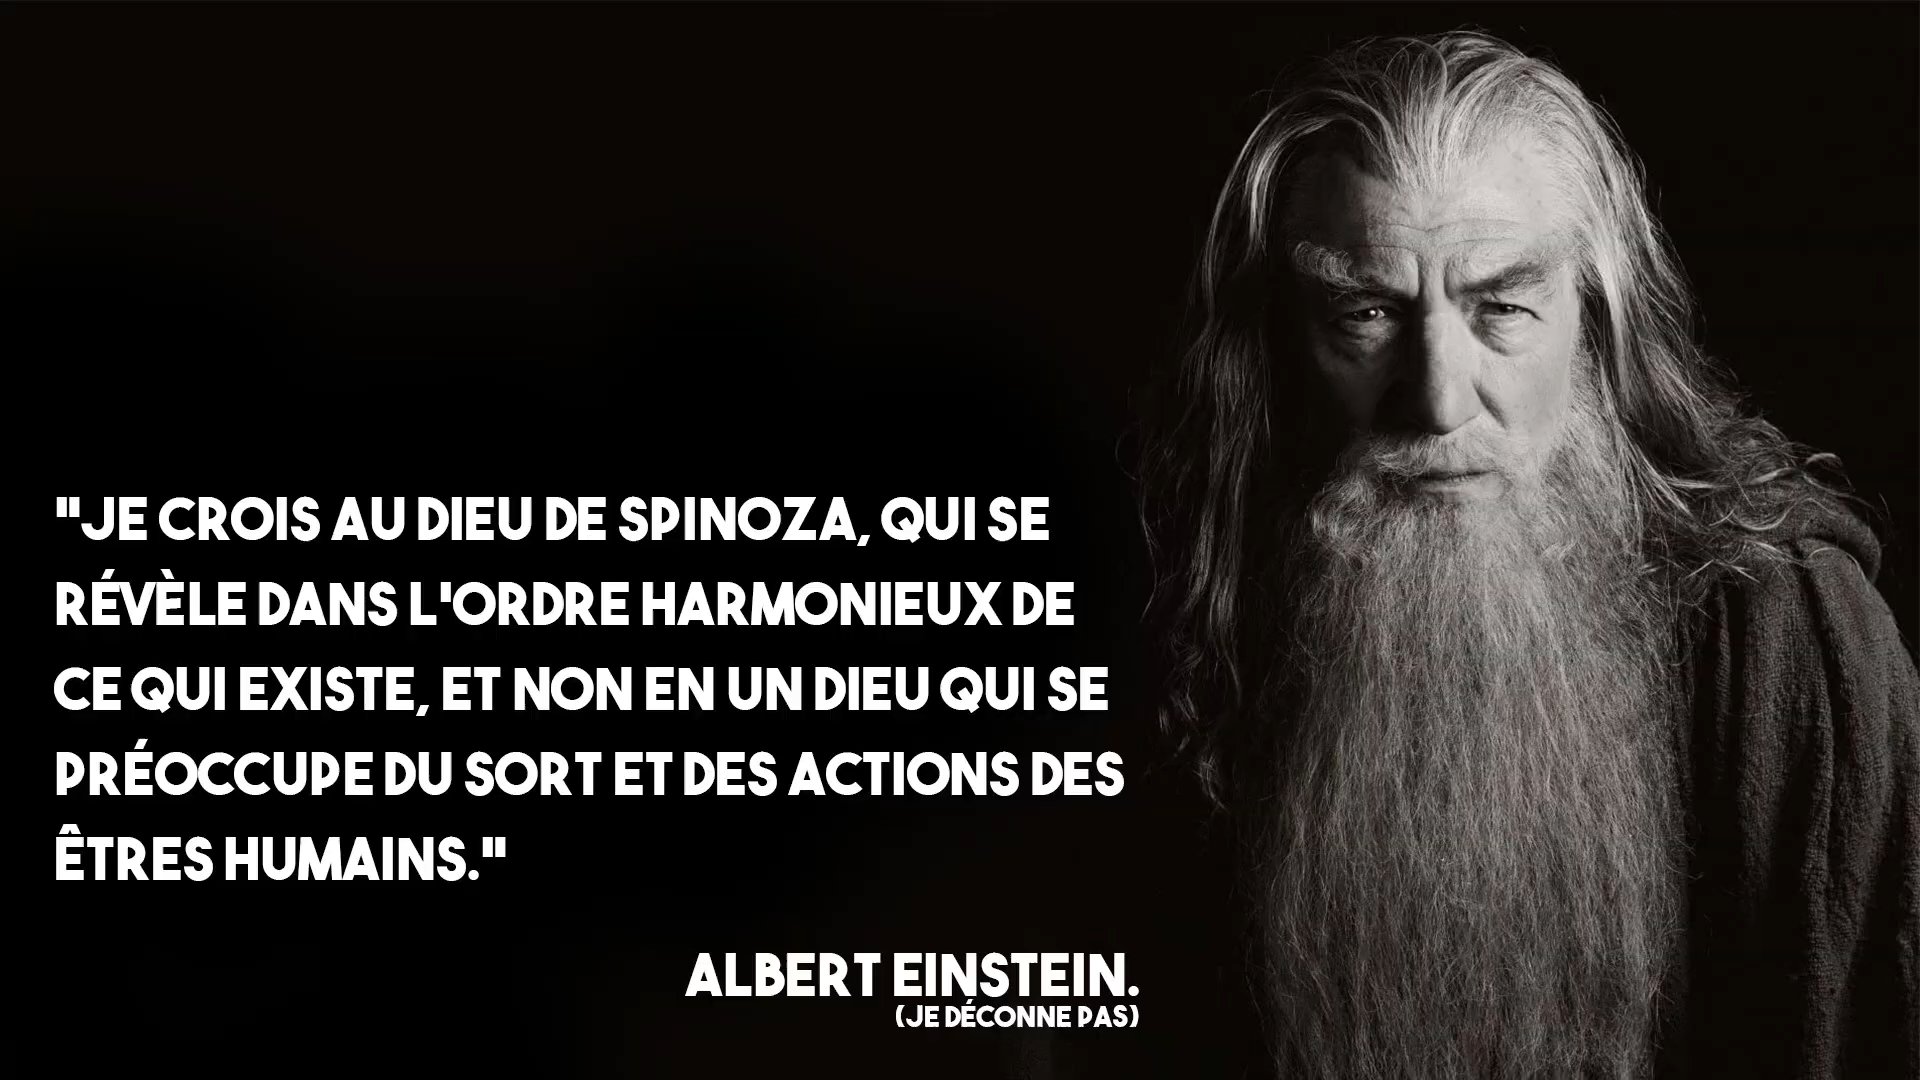 "JE CROIS AU DIEU DE SPINOZA, QUI SE
RÉVÈLE DANS L'ORDRE HARMONIEUX DE
CE QUI EXISTE, ET NON EN UN DIEU QUI SE
PRÉOCCUPE DU SORT ET DES ACTIONS DES
ÊTRES HUMAINS."
ALBERT EINSTEIN.
(JE DÉCONNE PAS)